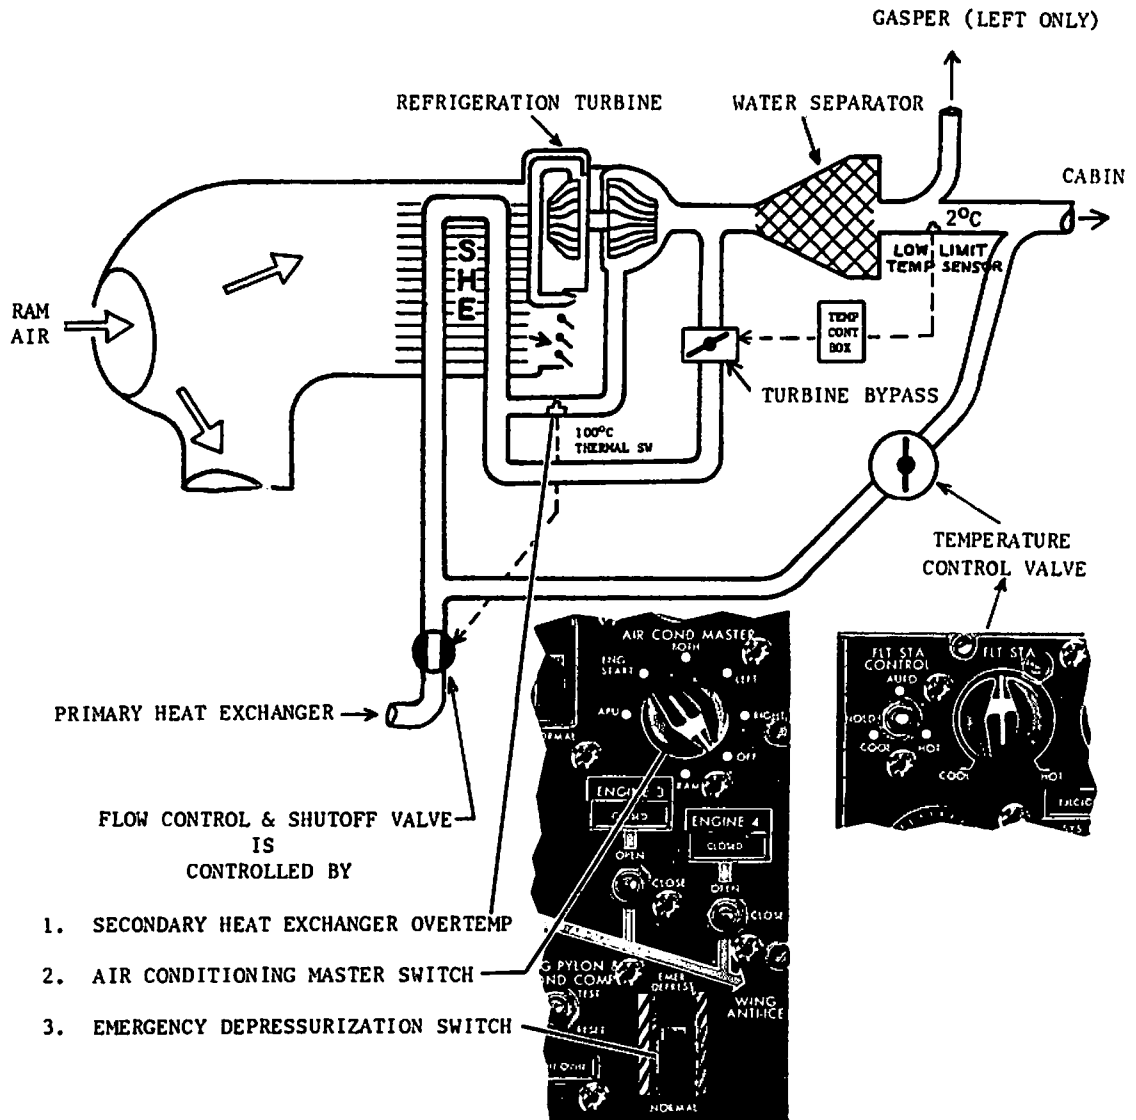 GASPER (LEFT ONLY)
REFRIGERATION TURBINE
WATER SEPARATOR
CABIN
2°C
LOW LIMIT
TEMP SENSOR
SHE
RAM
AIR
TEMP
CONT
BOX
TURBINE BYPASS
100°C
THERMAL SW
TEMPERATURE
CONTROL VALVE
AIR COND MASTER
BOTH
ENG
START
LEFT
APU
RIGHT
OFF
RAM
FLT STA
CONTROL
FLT STA
AUTO
HOLD
COOL
HOT
COOL
HOT
PRIMARY HEAT EXCHANGER
ENGINE 3
CLOSED
OPEN
CLOSE
ENGINE 4
CLOSED
OPEN
CLOSE
FLOW CONTROL & SHUTOFF VALVE
IS
CONTROLLED BY
1. SECONDARY HEAT EXCHANGER OVERTEMP
2. AIR CONDITIONING MASTER SWITCH
3. EMERGENCY DEPRESSURIZATION SWITCH
G PYLON &
TEST
RESET
EMER
DEPRESS
NORMAL
WING
ANTI-ICE